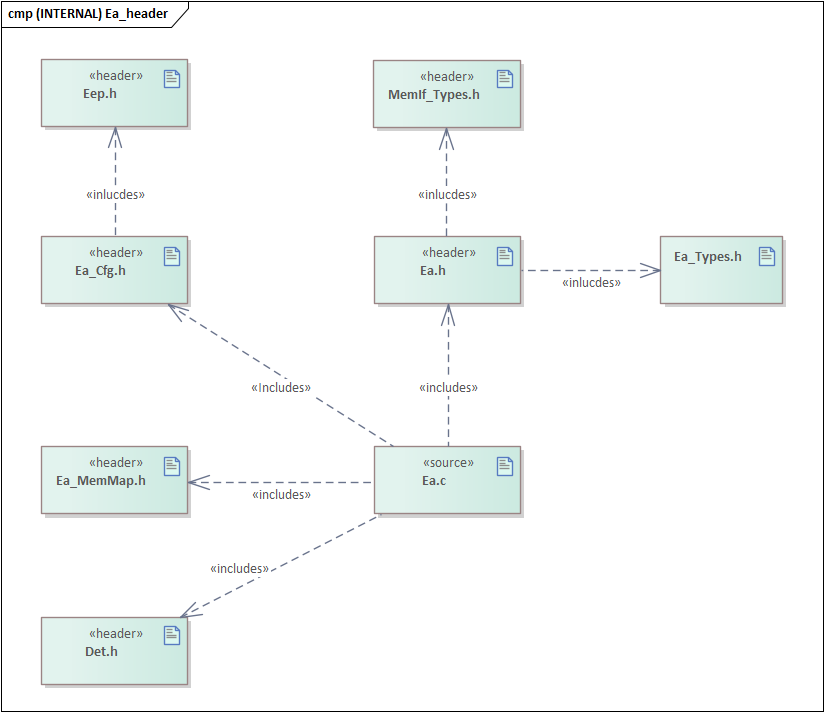 cmp (INTERNAL) Ea_header
«header»
Eep.h
«header»
MemIf_Types.h
«inlucdes»
«inlucdes»
«header»
Ea_Cfg.h
«header»
Ea.h
Ea_Types.h
«inlucdes»
«Includes»
«includes»
«header»
Ea_MemMap.h
«source»
Ea.c
«includes»
«includes»
«header»
Det.h